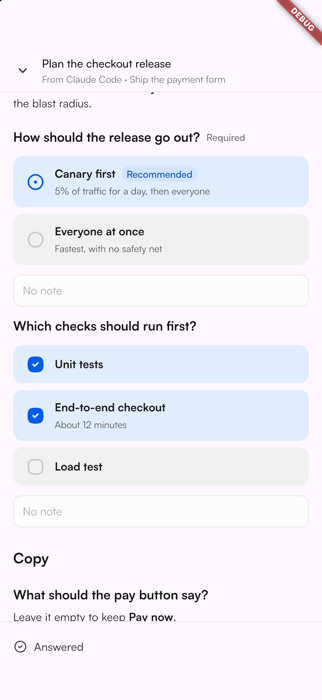 DEBUG
Plan the checkout release
From Claude Code • Ship the payment form
the blast radius.
How should the release go out? Required
Canary first Recommended
5% of traffic for a day, then everyone
Everyone at once
Fastest, with no safety net
No note
Which checks should run first?
Unit tests
End-to-end checkout
About 12 minutes
Load test
No note
Copy
What should the pay button say?
Leave it empty to keep Pay now.
Answered